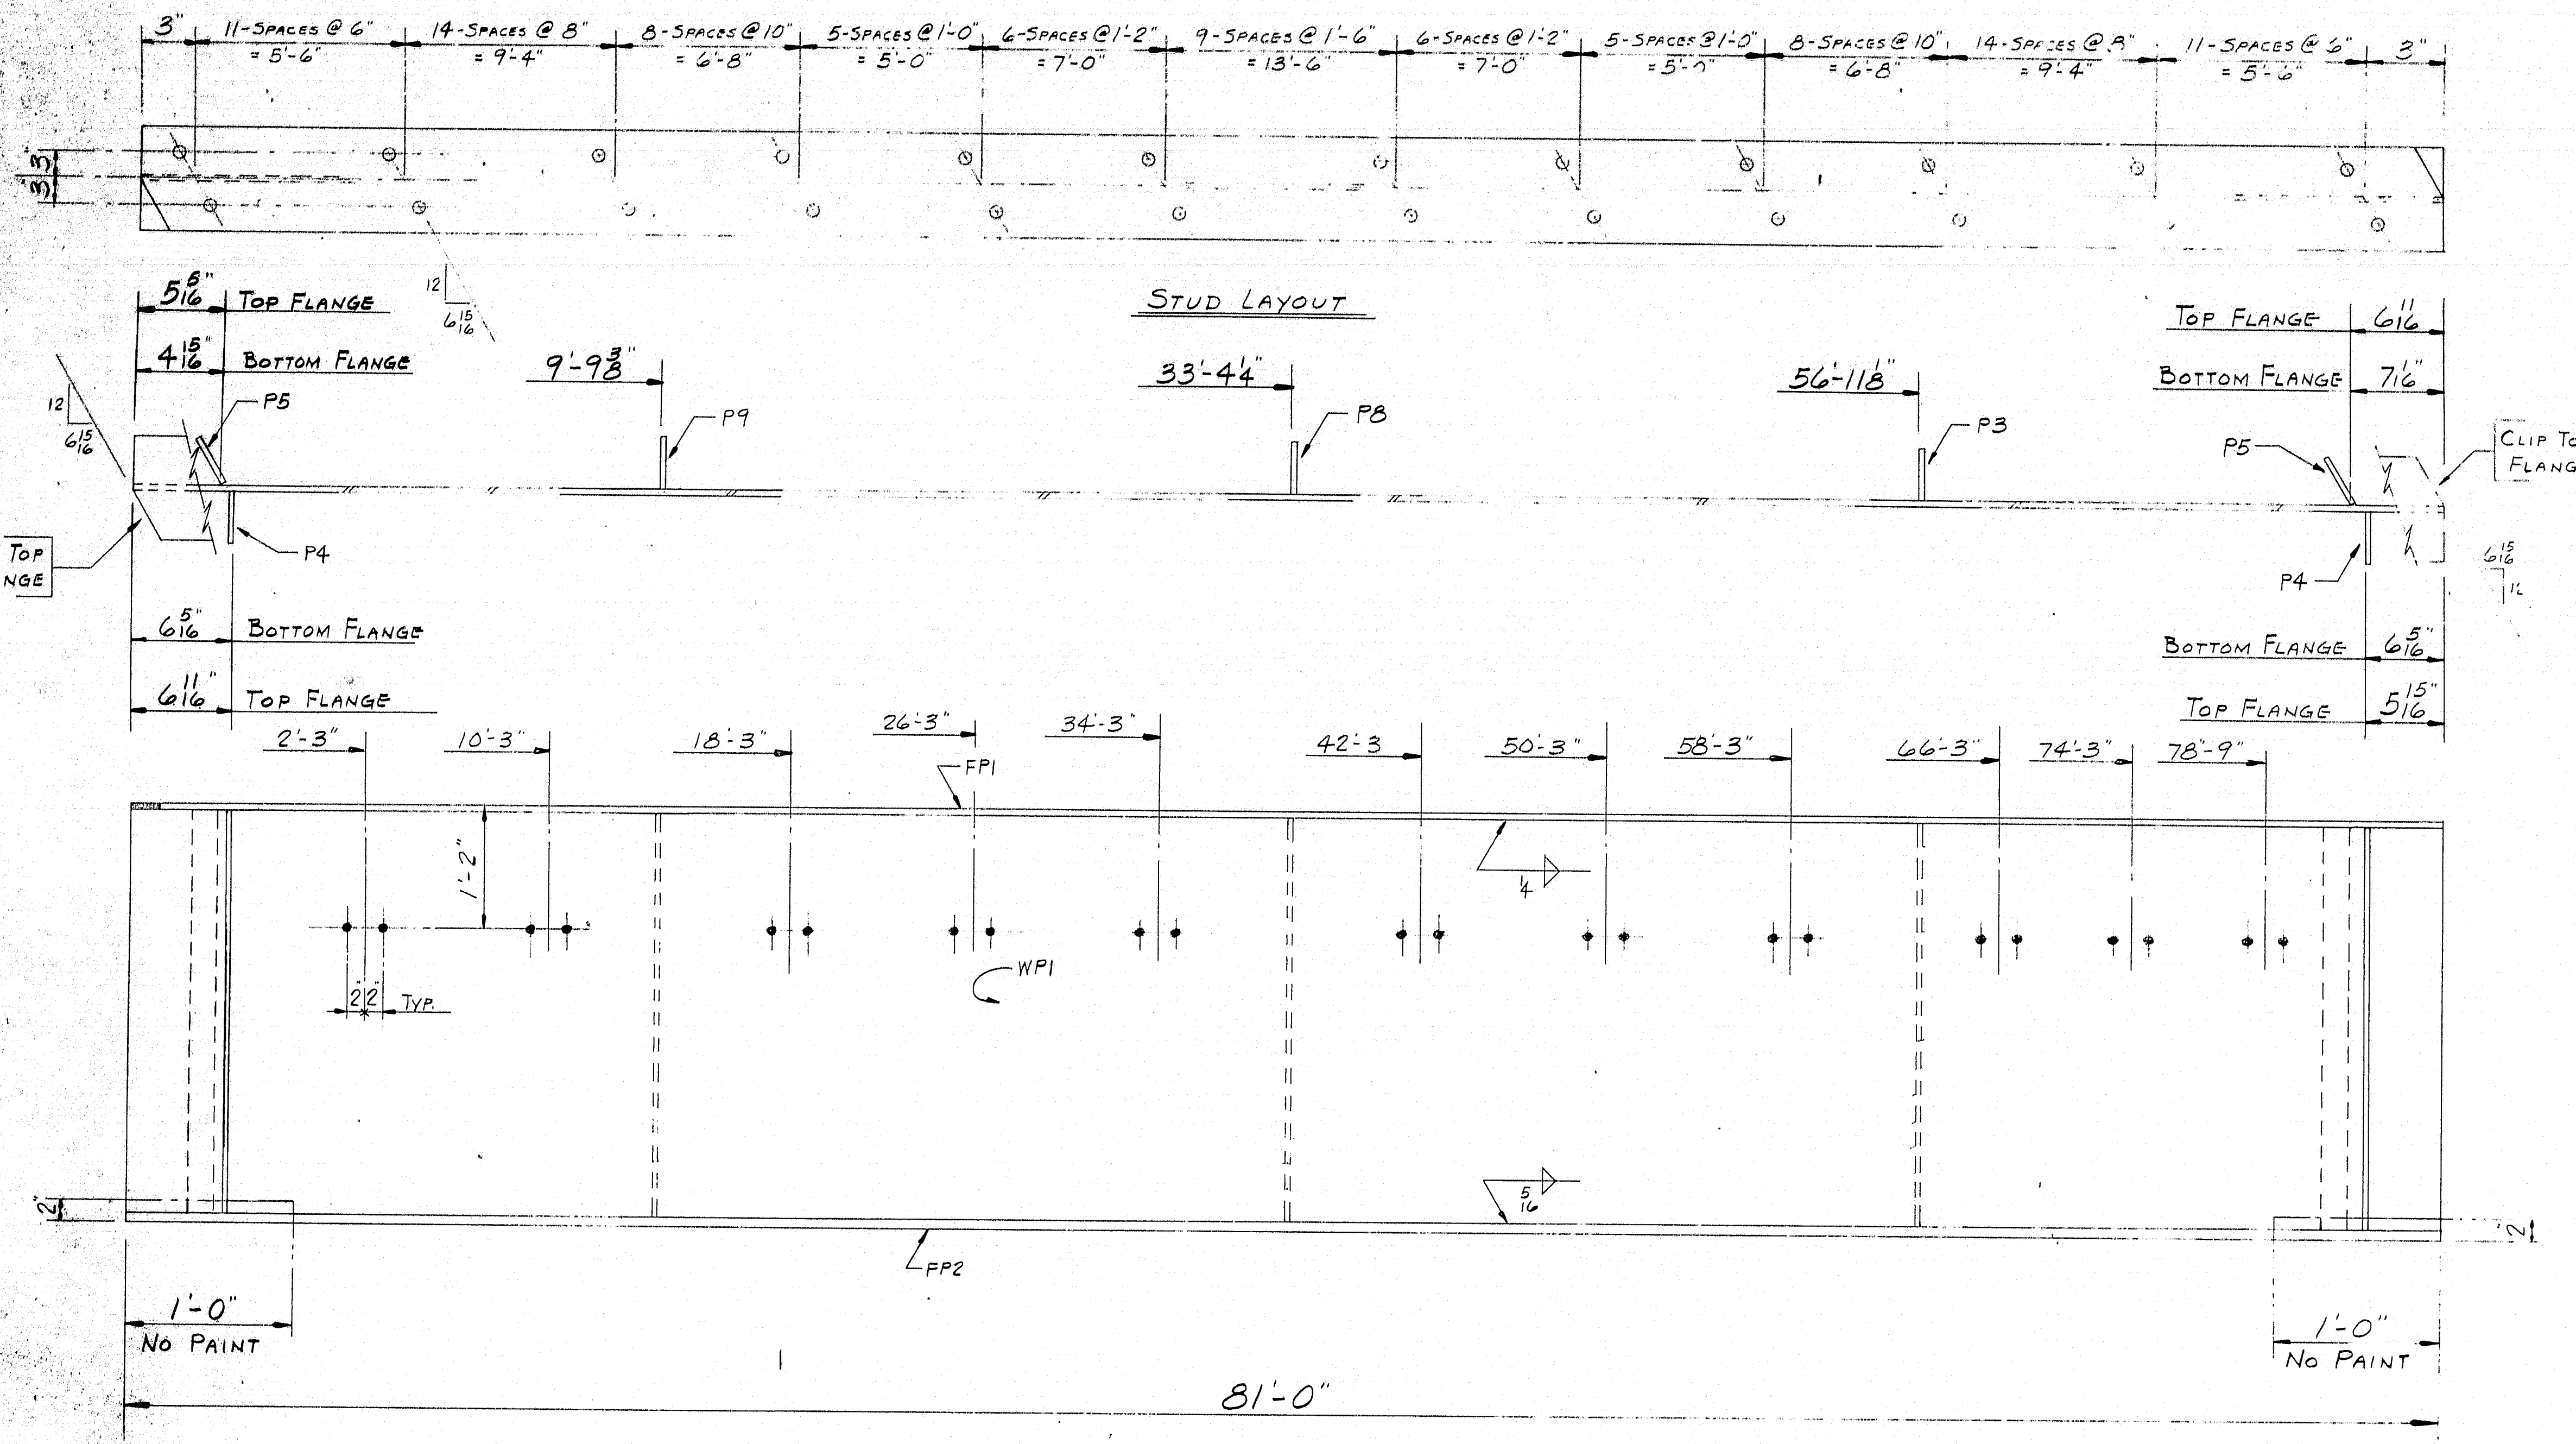 3" 11-SPACES @ 6" 14-SPACES @ 8" 8-SPACES @ 10" 5-SPACES @ 1'-0" 6-SPACES @ 1'-2" 9-SPACES @ 1'-6" 6-SPACES @ 1'-2" 5-SPACES @ 1'-0" 8-SPACES @ 10" 14-SPACES @ 8" 11-SPACES @ 6" 3"
= 5'-6" = 9'-4" = 6'-8" = 5'-0" = 7'-0" = 13'-6" = 7'-0" = 5'-0" = 6'-8" = 9'-4" = 5'-6"
3
3
STUD LAYOUT
TOP FLANGE
4 15/16" BOTTOM FLANGE
12
6 15/16
TOP FLANGE 6 11/16
BOTTOM FLANGE 7 1/16"
9'-9 3/8"
33'-4 1/4"
56'-11 1/8"
12
6 15/16
P5
P9
P8
P3
P5
CLIP TO
FLANG
TOP
NGE
P4
P4
6 15/16
12
6 5/16" BOTTOM FLANGE
6 11/16" TOP FLANGE
BOTTOM FLANGE 6 5/16"
TOP FLANGE 5 15/16"
2'-3" 10'-3" 18'-3" 26'-3" 34'-3" 42'-3 50'-3" 58'-3" 66'-3" 74'-3" 78'-9"
FP1
1'-2"
1/4
WP1
2" 2" TYP.
5/16
2"
2
FP2
1'-0"
NO PAINT
1'-0"
NO PAINT
81'-0"